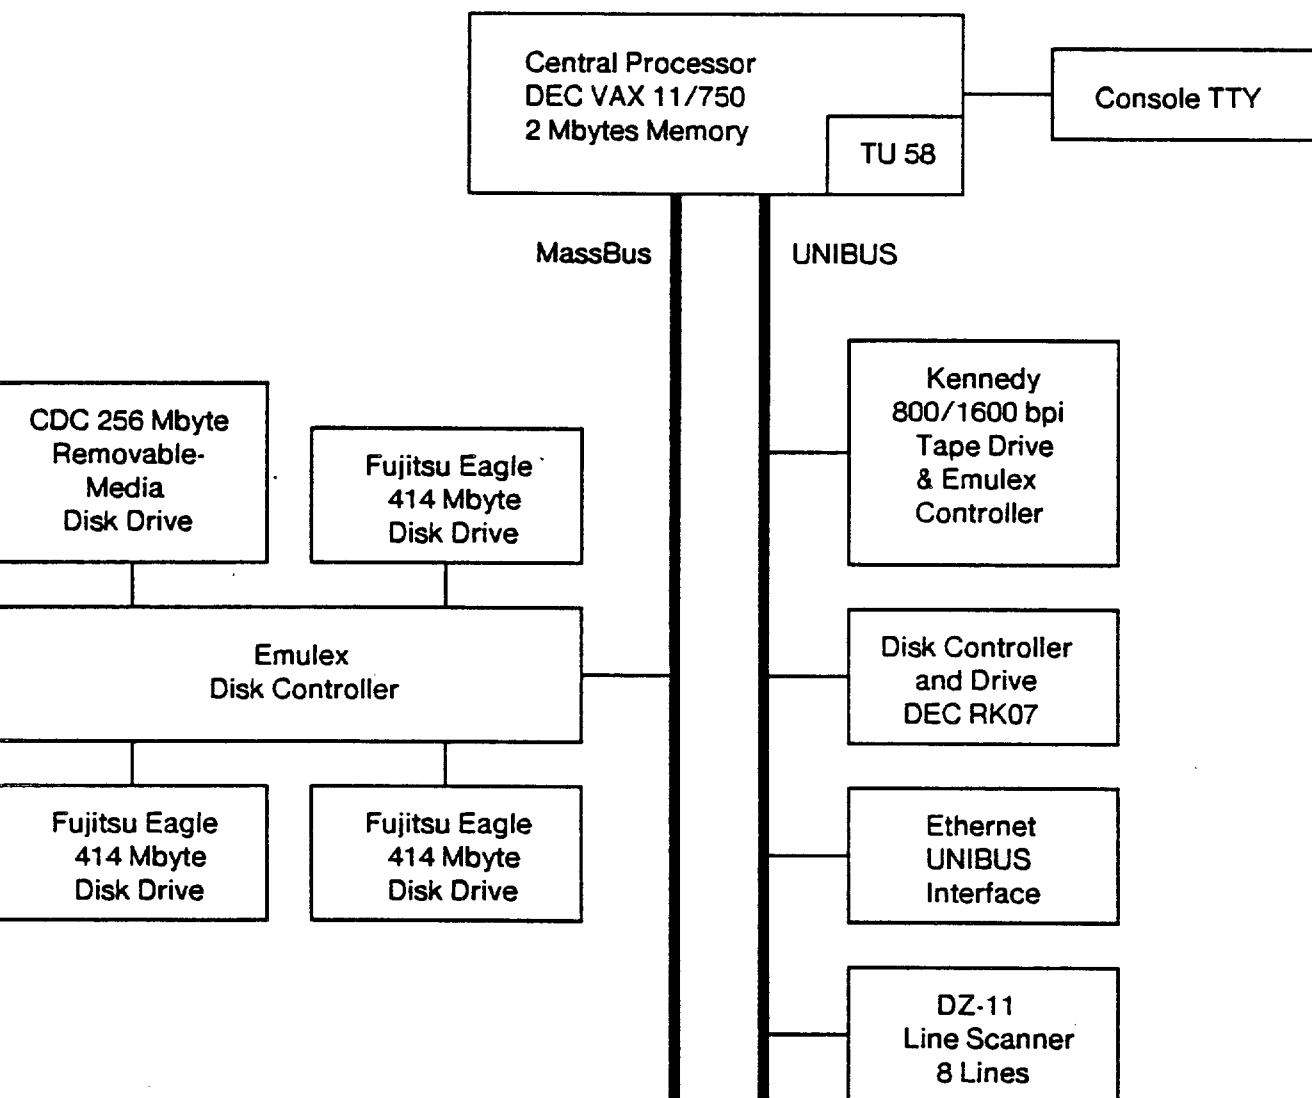 Central Processor
DEC VAX 11/750
2 Mbytes Memory
TU 58
Console TTY
MassBus
UNIBUS
CDC 256 Mbyte
Removable-
Media
Disk Drive
Fujitsu Eagle
414 Mbyte
Disk Drive
Emulex
Disk Controller
Fujitsu Eagle
414 Mbyte
Disk Drive
Fujitsu Eagle
414 Mbyte
Disk Drive
Kennedy
800/1600 bpi
Tape Drive
& Emulex
Controller
Disk Controller
and Drive
DEC RK07
Ethernet
UNIBUS
Interface
DZ-11
Line Scanner
8 Lines